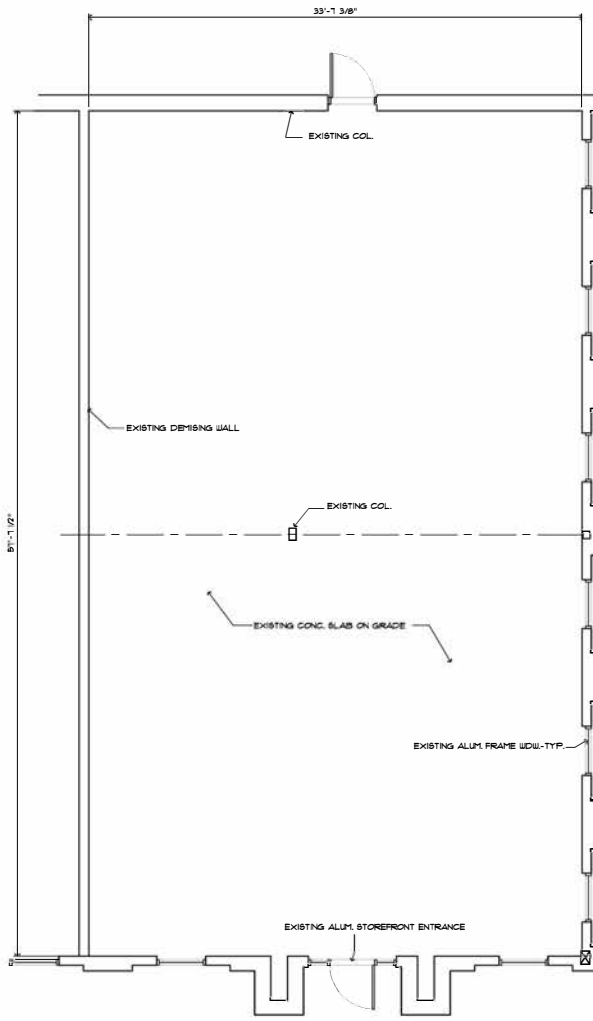 33'-7 3/8"
EXISTING COL.
EXISTING DEMISING WALL
EXISTING COL.
57'-7 1/2"
EXISTING CONC. SLAB ON GRADE
EXISTING ALUM. FRAME WDW.-TYP.
EXISTING ALUM. STOREFRONT ENTRANCE